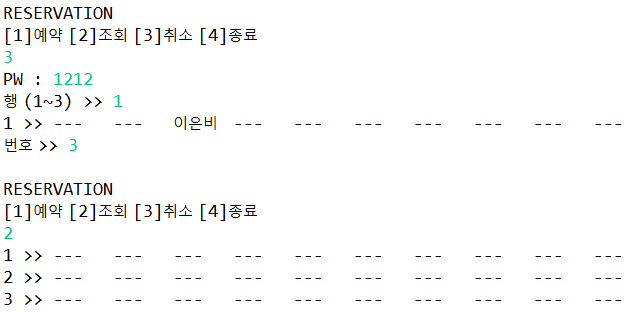 RESERVATION
[1]예약 [2]조회 [3]취소 [4]종료
3
PW : 1212
행 (1~3) >> 1
1 >> --- --- 이은비 --- --- --- --- --- --- ---
번호 >> 3
RESERVATION
[1]예약 [2]조회 [3]취소 [4]종료
2
1 >> --- --- --- --- --- --- --- --- --- ---
2 >> --- --- --- --- --- --- --- --- --- ---
3 >> --- --- --- --- --- --- --- --- --- ---